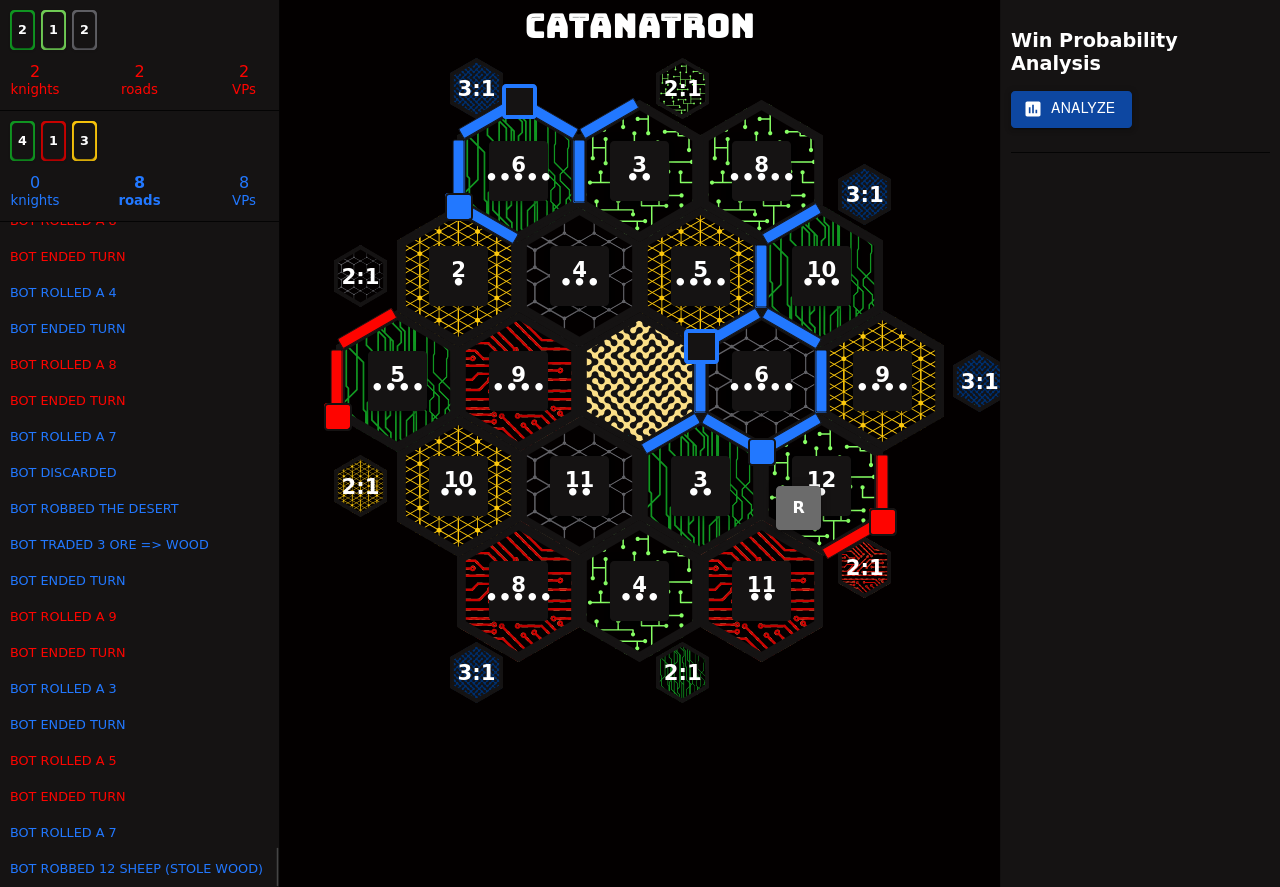 CATANATRON
2 1 2
2 2 2
knights roads VPs
4 1 3
0 8 8
knights roads VPs
BOT ENDED TURN
BOT ROLLED A 4
BOT ENDED TURN
BOT ROLLED A 8
BOT ENDED TURN
BOT ROLLED A 7
BOT DISCARDED
BOT ROBBED THE DESERT
BOT TRADED 3 ORE => WOOD
BOT ENDED TURN
BOT ROLLED A 9
BOT ENDED TURN
BOT ROLLED A 3
BOT ENDED TURN
BOT ROLLED A 5
BOT ENDED TURN
BOT ROLLED A 7
BOT ROBBED 12 SHEEP (STOLE WOOD)
3:1 2:1
6 3 8
3:1
2:1 2 4 5 10
5 9 6 9 3:1
2:1 10 11 3 12
R
2:1
8 4 11
3:1 2:1
Win Probability
Analysis
ANALYZE